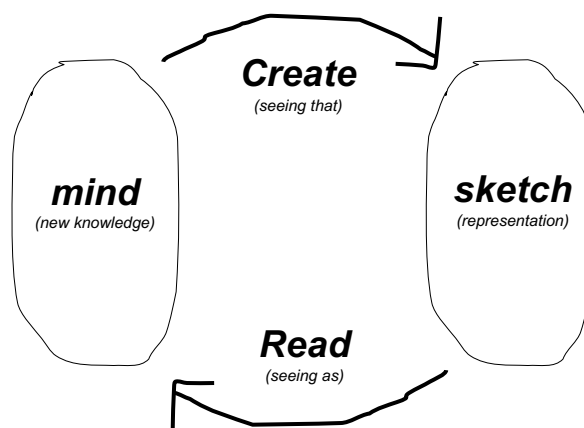 Create
(seeing that)
mind
(new knowledge)
sketch
(representation)
Read
(seeing as)